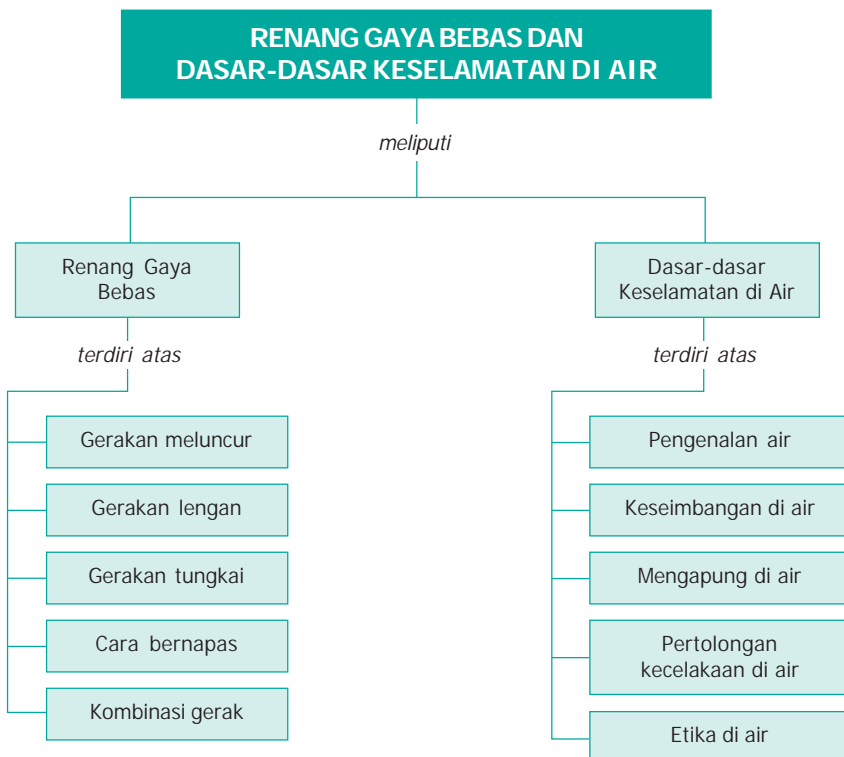 RENANG GAYA BEBAS DAN
DASAR-DASAR KESELAMATAN DI AIR
meliputi
Renang Gaya
Bebas
terdiri atas
Gerakan meluncur
Gerakan lengan
Gerakan tungkai
Cara bernapas
Kombinasi gerak
Dasar-dasar
Keselamatan di Air
terdiri atas
Pengenalan air
Keseimbangan di air
Mengapung di air
Pertolongan
kecelakaan di air
Etika di air